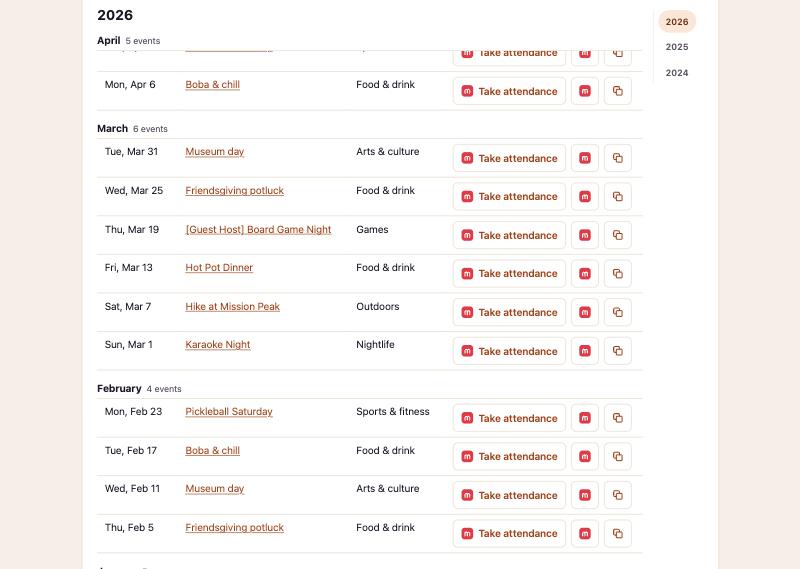 2026
2026
April 5 events
Take attendance
2025
2024
Mon, Apr 6 Boba & chill Food & drink Take attendance
March 6 events
Tue, Mar 31 Museum day Arts & culture Take attendance
Wed, Mar 25 Friendsgiving potluck Food & drink Take attendance
Thu, Mar 19 [Guest Host] Board Game Night Games Take attendance
Fri, Mar 13 Hot Pot Dinner Food & drink Take attendance
Sat, Mar 7 Hike at Mission Peak Outdoors Take attendance
Sun, Mar 1 Karaoke Night Nightlife Take attendance
February 4 events
Mon, Feb 23 Pickleball Saturday Sports & fitness Take attendance
Tue, Feb 17 Boba & chill Food & drink Take attendance
Wed, Feb 11 Museum day Arts & culture Take attendance
Thu, Feb 5 Friendsgiving potluck Food & drink Take attendance